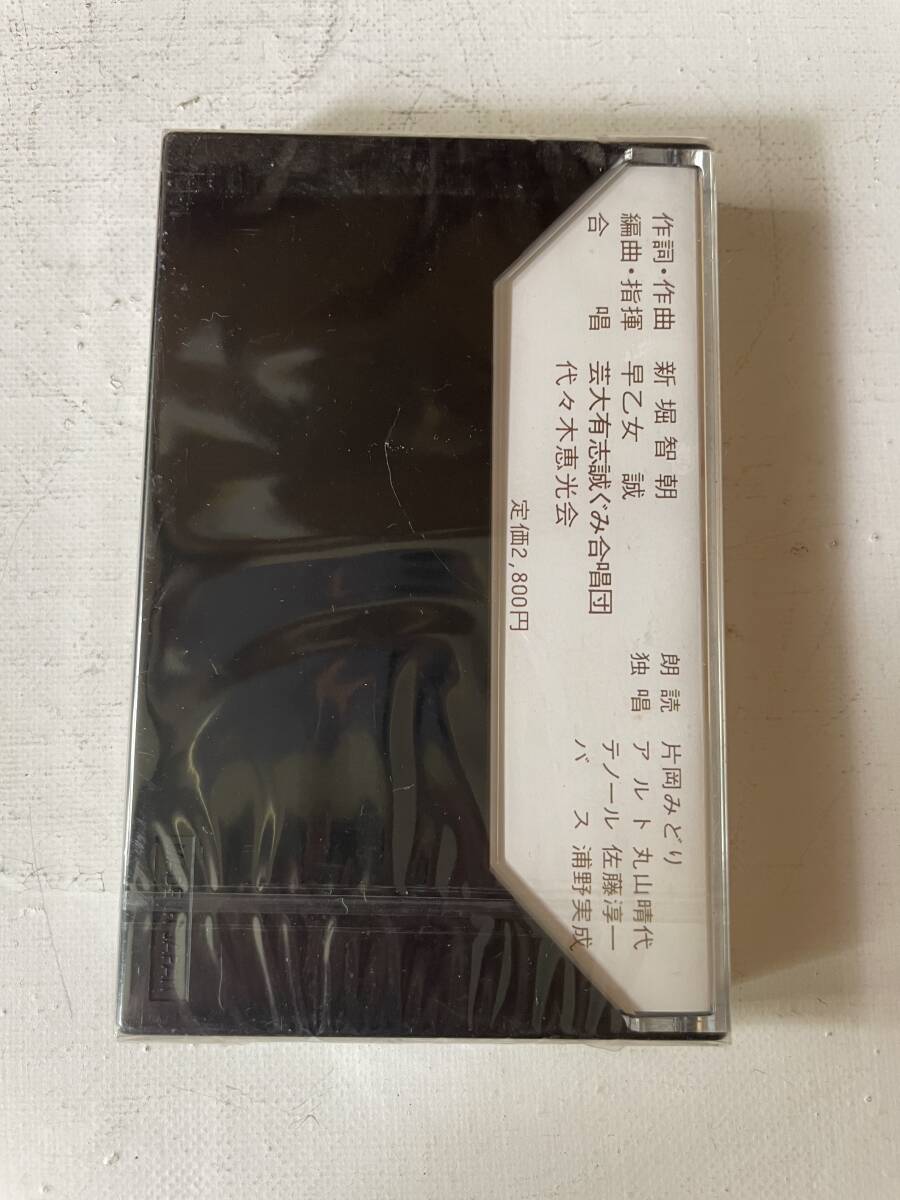 作詞・作曲 新堀智朝
編曲・指揮 早乙女 誠
合唱 芸大有志誠ぐみ合唱団
代々木恵光会
定価2,800円
朗読 片岡みどり
独唱 アルト 丸山晴代
テノール 佐藤淳一
バス 浦野実成